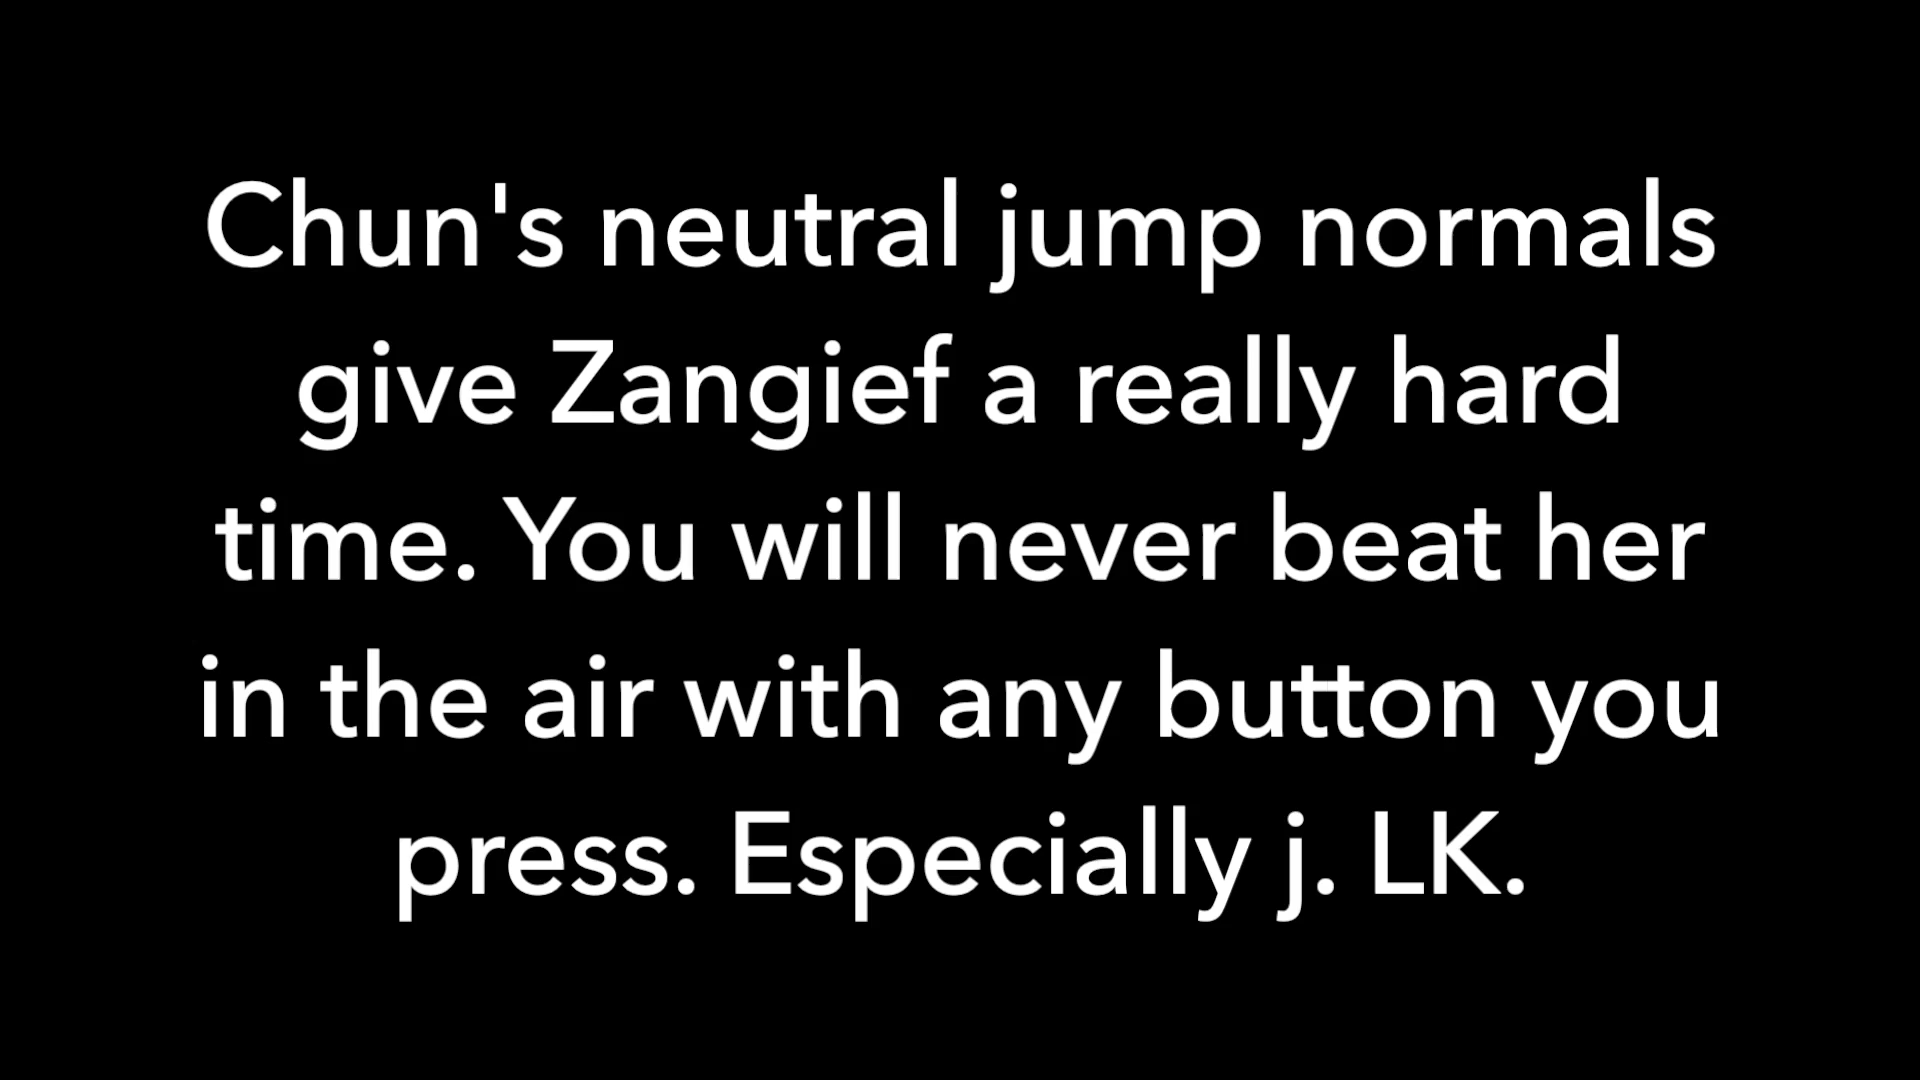 Chun's neutral jump normals
give Zangief a really hard
time. You will never beat her
in the air with any button you
press. Especially j. LK.